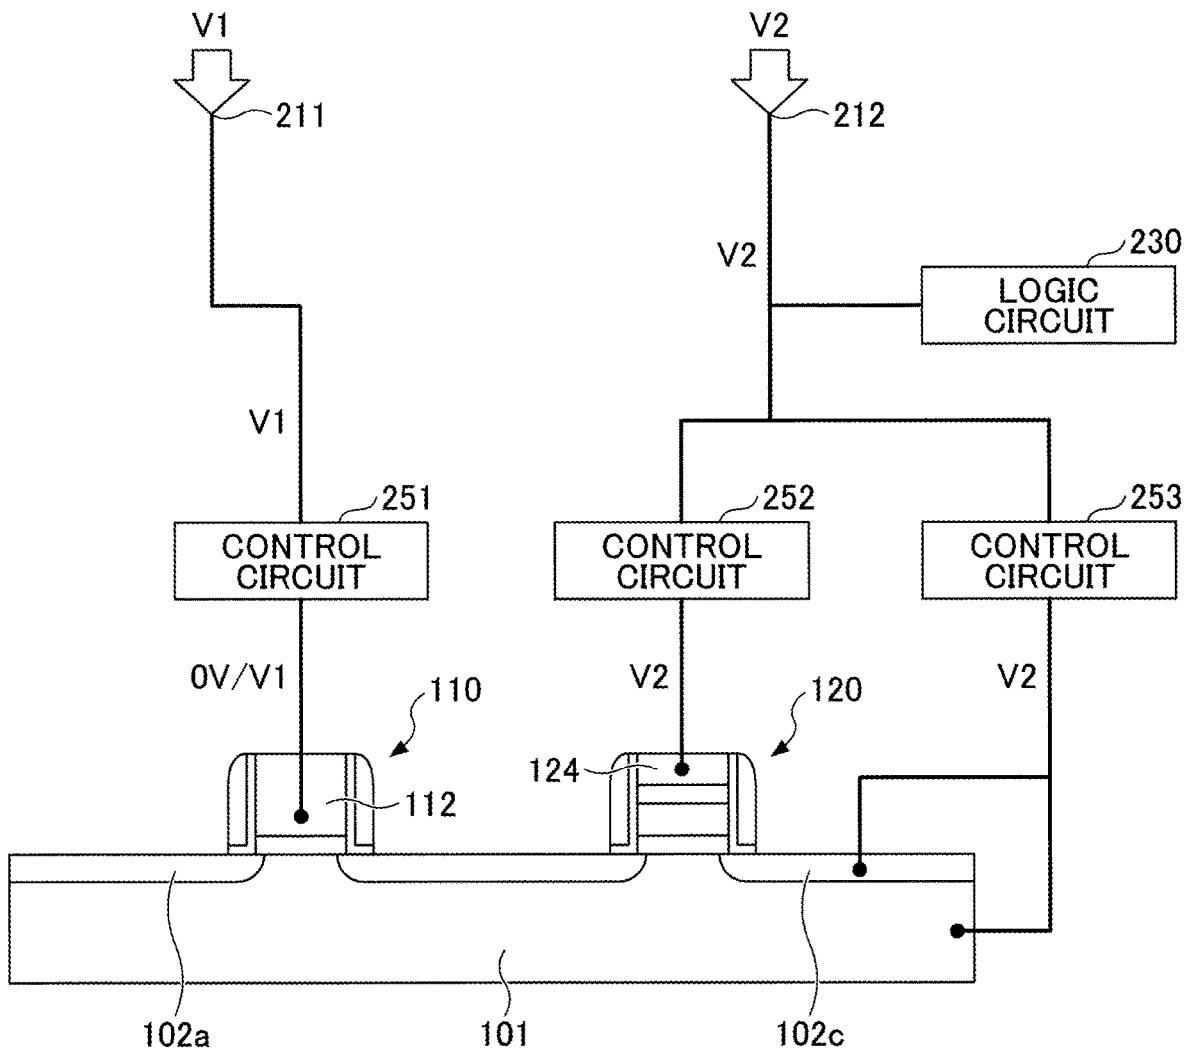 V1
V2
211
212
230
V2
LOGIC
CIRCUIT
V1
251
252
253
CONTROL
CIRCUIT
CONTROL
CIRCUIT
CONTROL
CIRCUIT
0V/V1
110
V2
120
V2
124
112
102a
101
102c